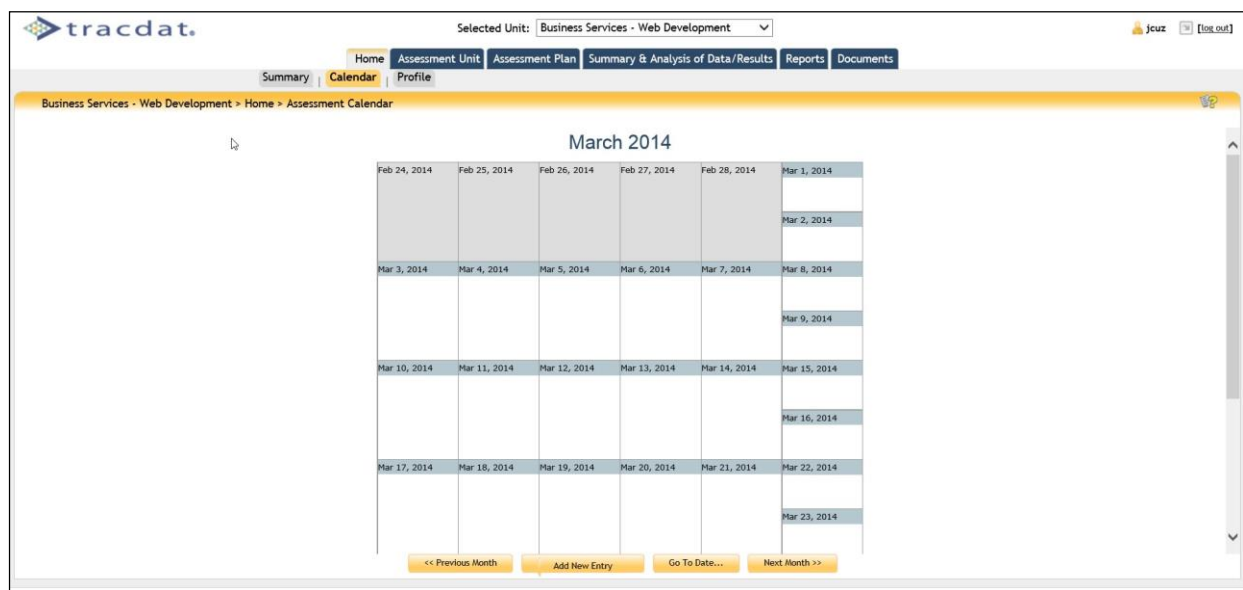 tracdat.
Selected Unit: Business Services - Web Development
jcuz [log out]
Home Assessment Unit Assessment Plan Summary & Analysis of Data/Results Reports Documents
Summary Calendar Profile
Business Services - Web Development > Home > Assessment Calendar
March 2014
Feb 24, 2014 Feb 25, 2014 Feb 26, 2014 Feb 27, 2014 Feb 28, 2014 Mar 1, 2014
Mar 2, 2014
Mar 3, 2014 Mar 4, 2014 Mar 5, 2014 Mar 6, 2014 Mar 7, 2014 Mar 8, 2014
Mar 9, 2014
Mar 10, 2014 Mar 11, 2014 Mar 12, 2014 Mar 13, 2014 Mar 14, 2014 Mar 15, 2014
Mar 16, 2014
Mar 17, 2014 Mar 18, 2014 Mar 19, 2014 Mar 20, 2014 Mar 21, 2014 Mar 22, 2014
Mar 23, 2014
<< Previous Month Add New Entry Go To Date... Next Month >>